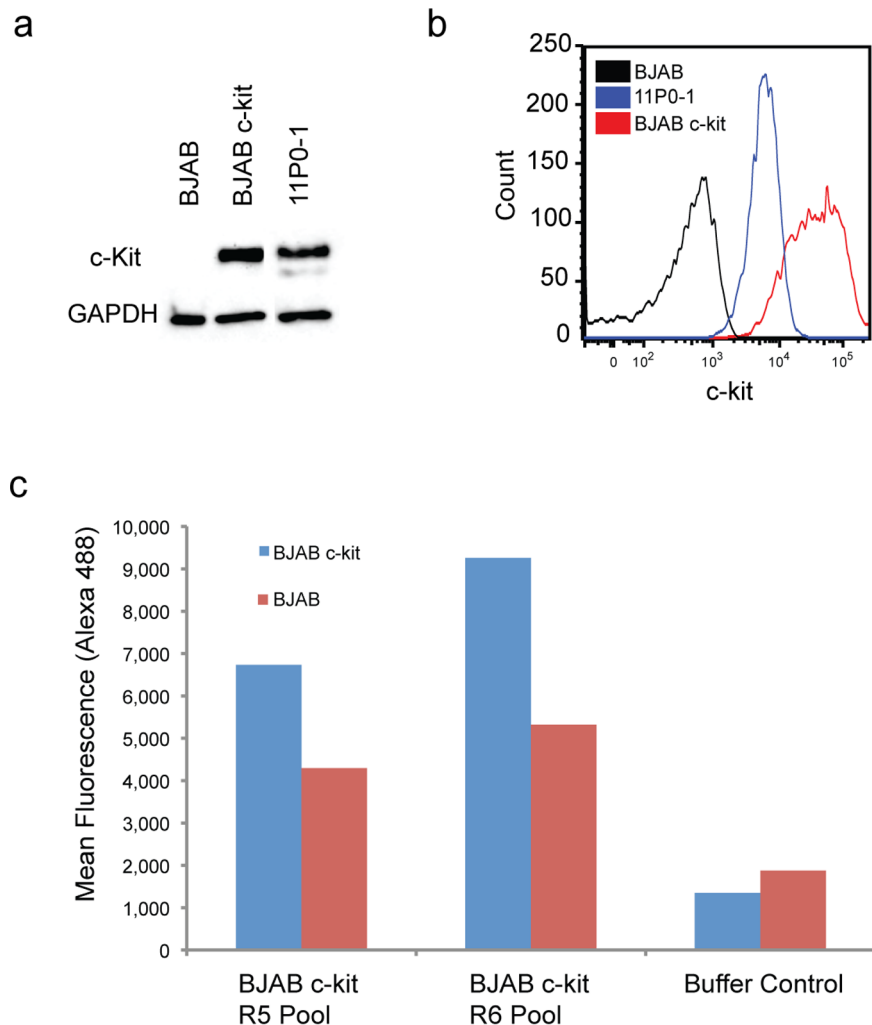 a
BJAB
BJAB c-kit
11P0-1
c-Kit
GAPDH
b
250
200
150
100
50
0
Count
BJAB
11P0-1
BJAB c-kit
0 10² 10³ 10⁴ 10⁵
c-kit
c
10,000
9,000
8,000
7,000
6,000
5,000
4,000
3,000
2,000
1,000
0
Mean Fluorescence (Alexa 488)
BJAB c-kit
BJAB
BJAB c-kit
R5 Pool
BJAB c-kit
R6 Pool
Buffer Control